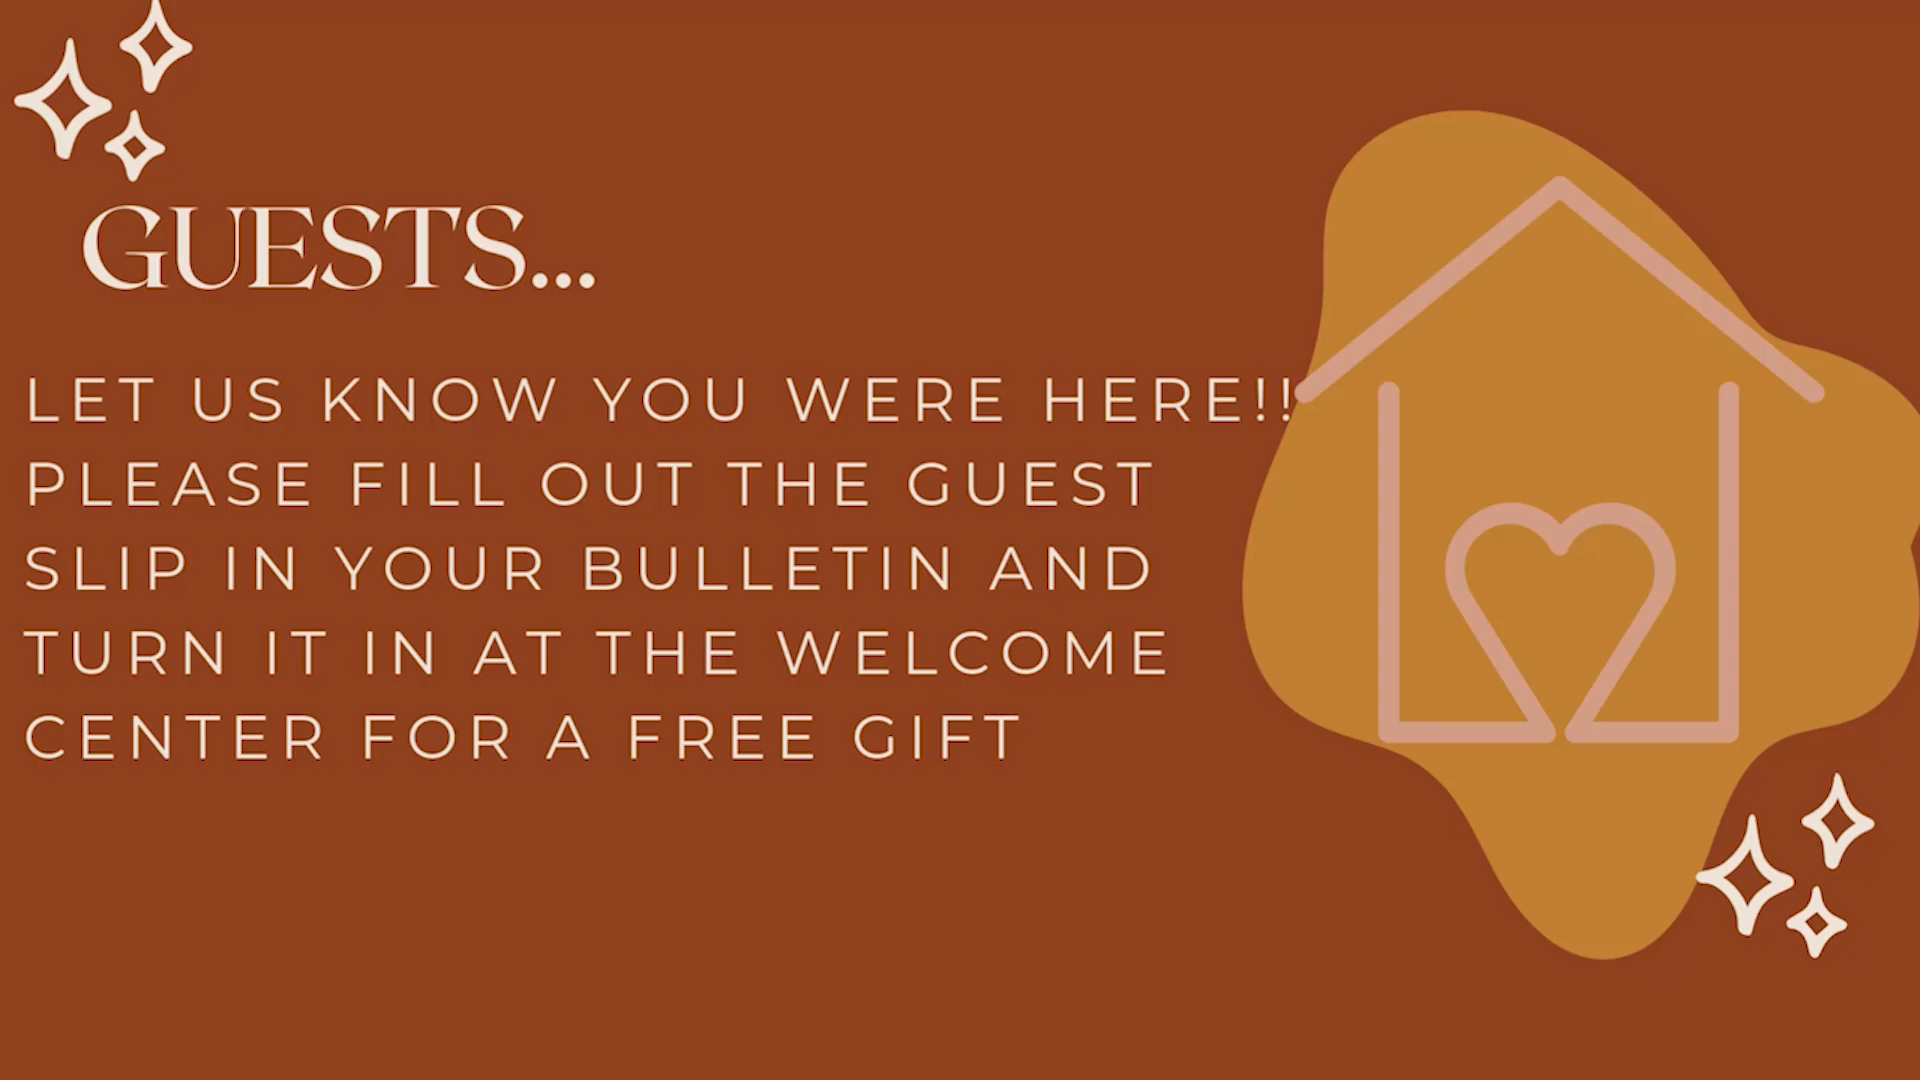 GUESTS...
LET US KNOW YOU WERE HERE!!
PLEASE FILL OUT THE GUEST
SLIP IN YOUR BULLETIN AND
TURN IT IN AT THE WELCOME
CENTER FOR A FREE GIFT